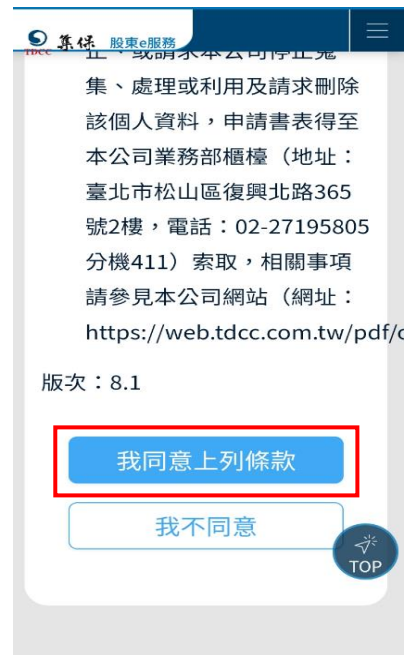 集保 股東e服務
TDCC
止、或請求本公司停止蒐
集、處理或利用及請求刪除
該個人資料，申請書表得至
本公司業務部櫃檯（地址：
臺北市松山區復興北路365
號2樓，電話：02-27195805
分機411）索取，相關事項
請參見本公司網站（網址：
https://web.tdcc.com.tw/pdf/c
版次：8.1
我同意上列條款
我不同意
TOP